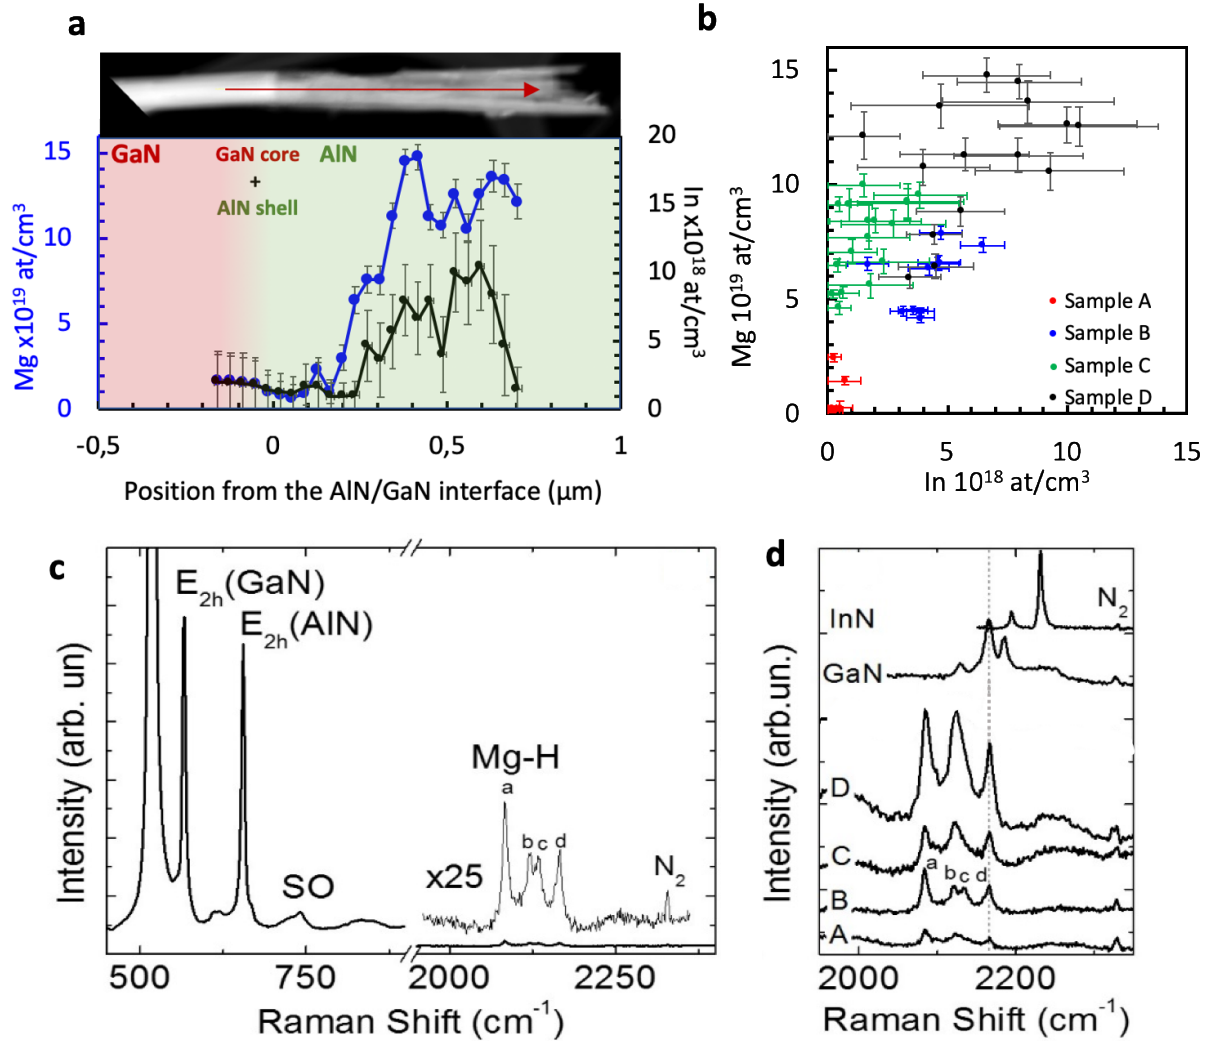 a
GaN
GaN core
+
AlN shell
AlN
15
10
5
0
Mg x10¹⁹ at/cm³
20
15
10
5
0
In x10¹⁸ at/cm³
-0,5
0
0,5
1
Position from the AlN/GaN interface (µm)
b
15
10
5
0
Mg 10¹⁹ at/cm³
Sample A
Sample B
Sample C
Sample D
0
5
10
15
In 10¹⁸ at/cm³
c
E₂ₕ(GaN)
E₂ₕ(AlN)
Mg-H
a
b
c
d
SO
x25
N₂
Intensity (arb. un)
500
750
2000
2250
Raman Shift (cm⁻¹)
d
InN
N₂
GaN
D
C
a
b
c
d
B
A
Intensity (arb.un.)
2000
2200
Raman Shift (cm⁻¹)